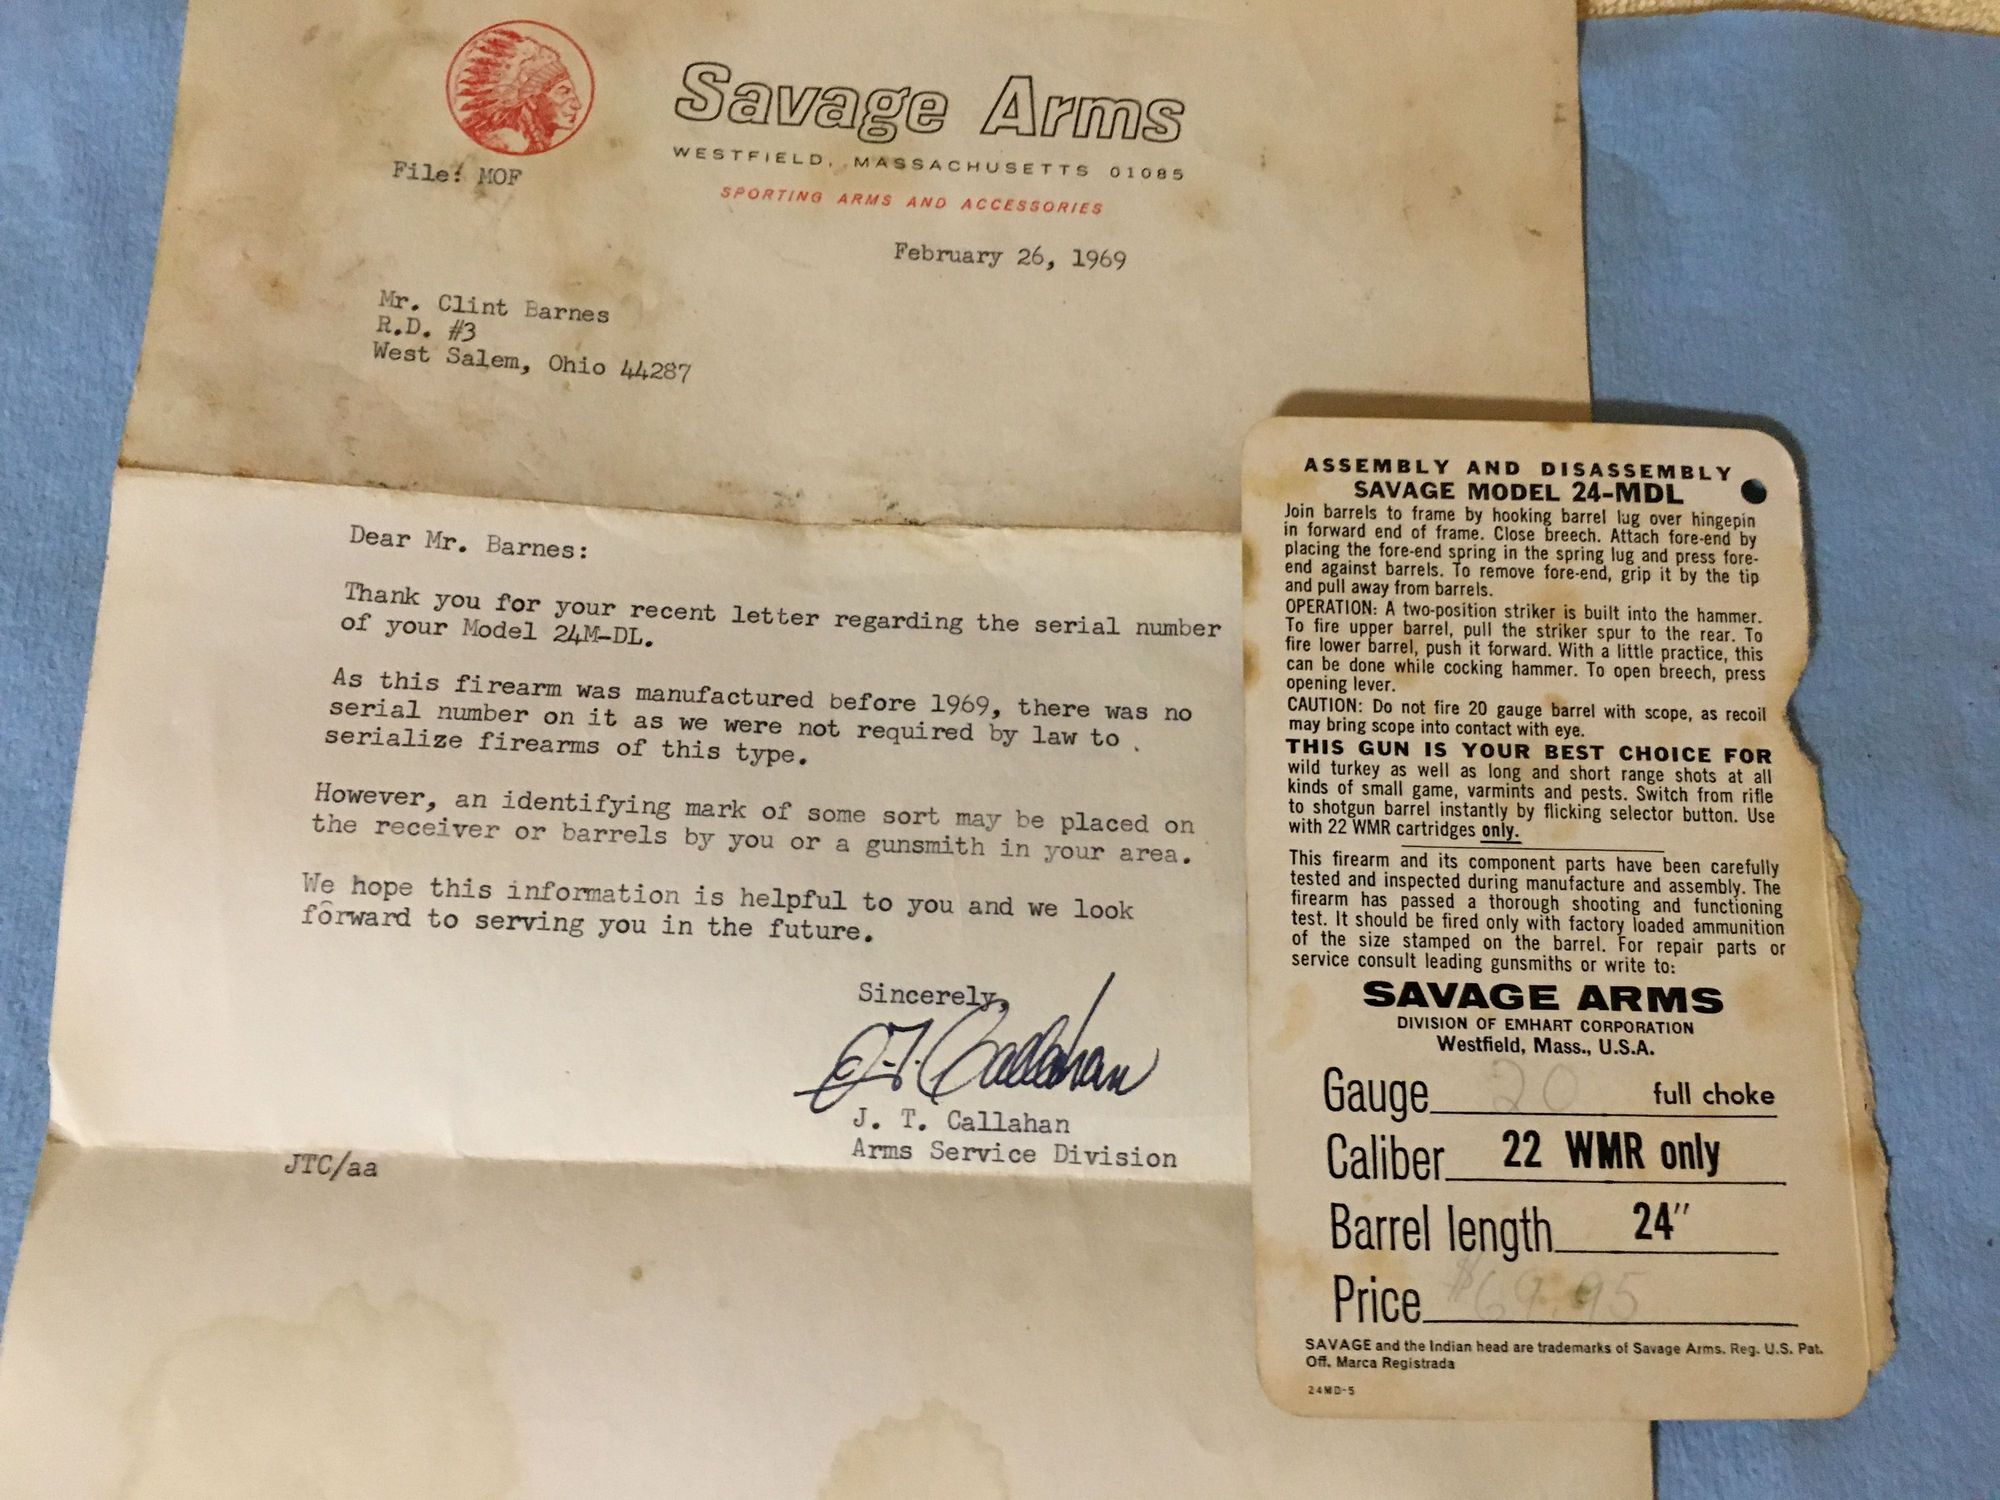 Savage Arms
WESTFIELD, MASSACHUSETTS 01085
SPORTING ARMS AND ACCESSORIES
File: MOF
February 26, 1969
Mr. Clint Barnes
R.D. #3
West Salem, Ohio 44287
Dear Mr. Barnes:
Thank you for your recent letter regarding the serial number
of your Model 24M-DL.
As this firearm was manufactured before 1969, there was no
serial number on it as we were not required by law to
serialize firearms of this type.
However, an identifying mark of some sort may be placed on
the receiver or barrels by you or a gunsmith in your area.
We hope this information is helpful to you and we look
forward to serving you in the future.
Sincerely,
J. T. Callahan
J. T. Callahan
Arms Service Division
JTC/aa
ASSEMBLY AND DISASSEMBLY
SAVAGE MODEL 24-MDL
Join barrels to frame by hooking barrel lug over hingepin
in forward end of frame. Close breech. Attach fore-end by
placing the fore-end spring in the spring lug and press fore-
end against barrels. To remove fore-end, grip it by the tip
and pull away from barrels.
OPERATION: A two-position striker is built into the hammer.
To fire upper barrel, pull the striker spur to the rear. To
fire lower barrel, push it forward. With a little practice, this
can be done while cocking hammer. To open breech, press
opening lever.
CAUTION: Do not fire 20 gauge barrel with scope, as recoil
may bring scope into contact with eye.
THIS GUN IS YOUR BEST CHOICE FOR
wild turkey as well as long and short range shots at all
kinds of small game, varmints and pests. Switch from rifle
to shotgun barrel instantly by flicking selector button. Use
with 22 WMR cartridges only.
This firearm and its component parts have been carefully
tested and inspected during manufacture and assembly. The
firearm has passed a thorough shooting and functioning
test. It should be fired only with factory loaded ammunition
of the size stamped on the barrel. For repair parts or
service consult leading gunsmiths or write to:
SAVAGE ARMS
DIVISION OF EMHART CORPORATION
Westfield, Mass., U.S.A.
Gauge 20 full choke
Caliber 22 WMR only
Barrel length 24"
Price $69.95
SAVAGE and the Indian head are trademarks of Savage Arms. Reg. U.S. Pat.
Off. Marca Registrada
24MD-5